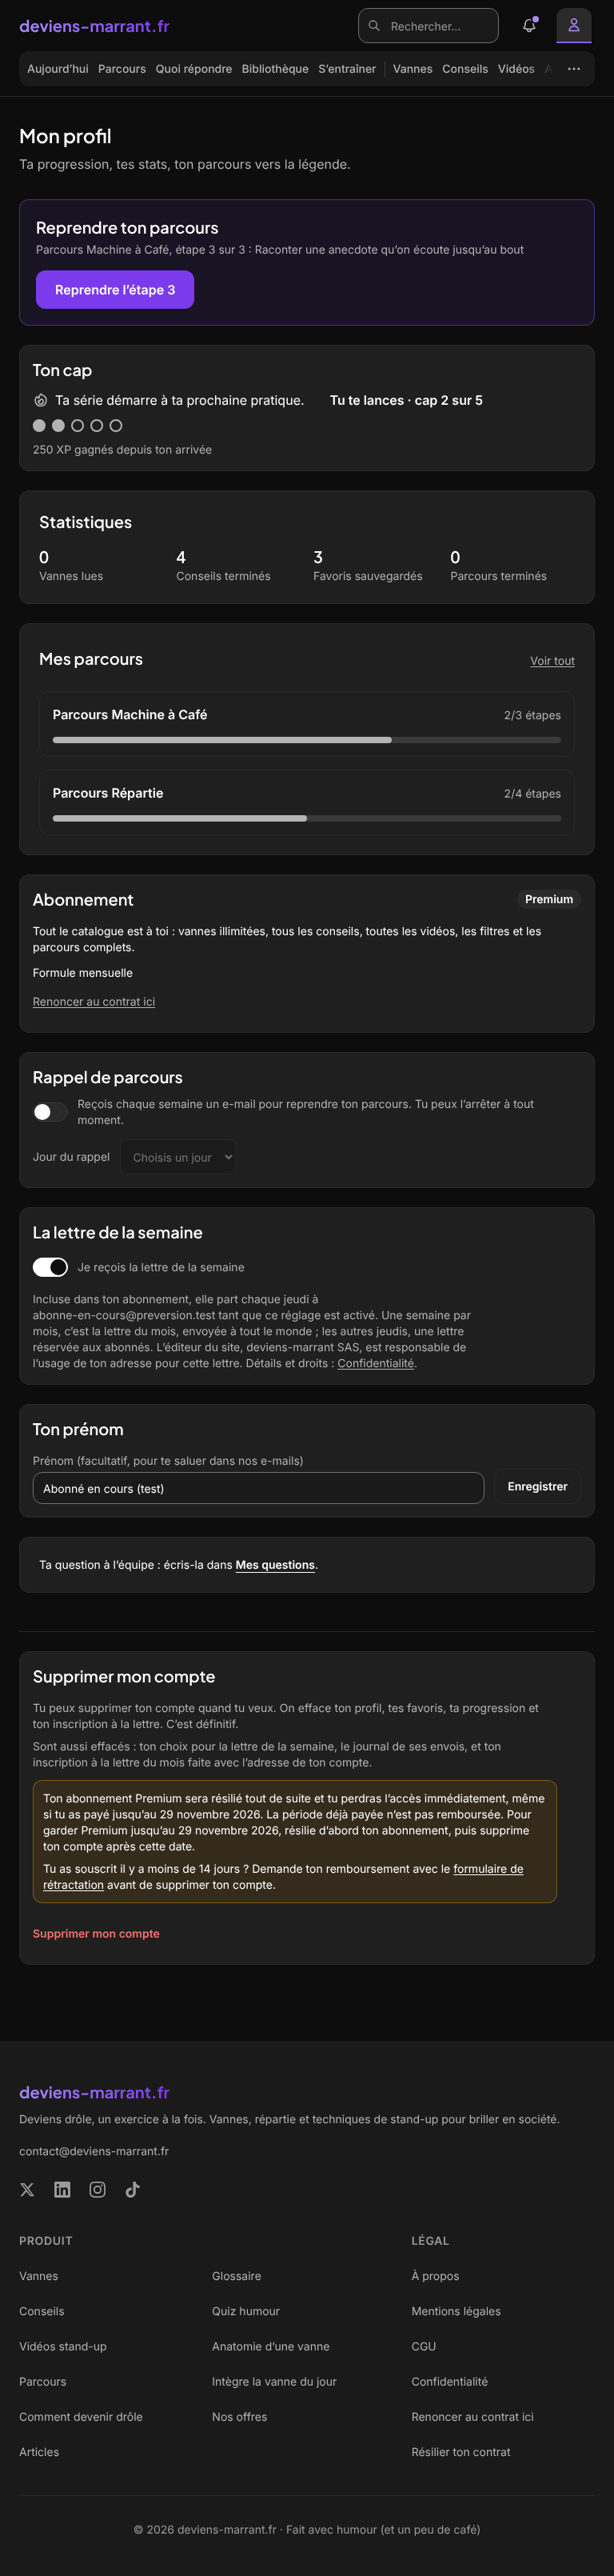 deviens-marrant.fr
Rechercher...
Aujourd’hui Parcours Quoi répondre Bibliothèque S’entraîner Vannes Conseils Vidéos
Mon profil
Ta progression, tes stats, ton parcours vers la légende.
Reprendre ton parcours
Parcours Machine à Café, étape 3 sur 3 : Raconter une anecdote qu’on écoute jusqu’au bout
Reprendre l’étape 3
Ton cap
Ta série démarre à ta prochaine pratique. Tu te lances · cap 2 sur 5
250 XP gagnés depuis ton arrivée
Statistiques
0 4 3 0
Vannes lues Conseils terminés Favoris sauvegardés Parcours terminés
Mes parcours Voir tout
Parcours Machine à Café 2/3 étapes
Parcours Répartie 2/4 étapes
Abonnement Premium
Tout le catalogue est à toi : vannes illimitées, tous les conseils, toutes les vidéos, les filtres et les
parcours complets.
Formule mensuelle
Renoncer au contrat ici
Rappel de parcours
Reçois chaque semaine un e-mail pour reprendre ton parcours. Tu peux l’arrêter à tout
moment.
Jour du rappel Choisis un jour
La lettre de la semaine
Je reçois la lettre de la semaine
Incluse dans ton abonnement, elle part chaque jeudi à
abonne-en-cours@preversion.test tant que ce réglage est activé. Une semaine par
mois, c’est la lettre du mois, envoyée à tout le monde ; les autres jeudis, une lettre
réservée aux abonnés. L’éditeur du site, deviens-marrant SAS, est responsable de
l’usage de ton adresse pour cette lettre. Détails et droits : Confidentialité.
Ton prénom
Prénom (facultatif, pour te saluer dans nos e-mails)
Abonné en cours (test) Enregistrer
Ta question à l’équipe : écris-la dans Mes questions.
Supprimer mon compte
Tu peux supprimer ton compte quand tu veux. On efface ton profil, tes favoris, ta progression et
ton inscription à la lettre. C’est définitif.
Sont aussi effacés : ton choix pour la lettre de la semaine, le journal de ses envois, et ton
inscription à la lettre du mois faite avec l’adresse de ton compte.
Ton abonnement Premium sera résilié tout de suite et tu perdras l’accès immédiatement, même
si tu as payé jusqu’au 29 novembre 2026. La période déjà payée n’est pas remboursée. Pour
garder Premium jusqu’au 29 novembre 2026, résilie d’abord ton abonnement, puis supprime
ton compte après cette date.
Tu as souscrit il y a moins de 14 jours ? Demande ton remboursement avec le formulaire de
rétractation avant de supprimer ton compte.
Supprimer mon compte
deviens-marrant.fr
Deviens drôle, un exercice à la fois. Vannes, répartie et techniques de stand-up pour briller en société.
contact@deviens-marrant.fr
PRODUIT LÉGAL
Vannes Glossaire À propos
Conseils Quiz humour Mentions légales
Vidéos stand-up Anatomie d’une vanne CGU
Parcours Intègre la vanne du jour Confidentialité
Comment devenir drôle Nos offres Renoncer au contrat ici
Articles Résilier ton contrat
© 2026 deviens-marrant.fr · Fait avec humour (et un peu de café)